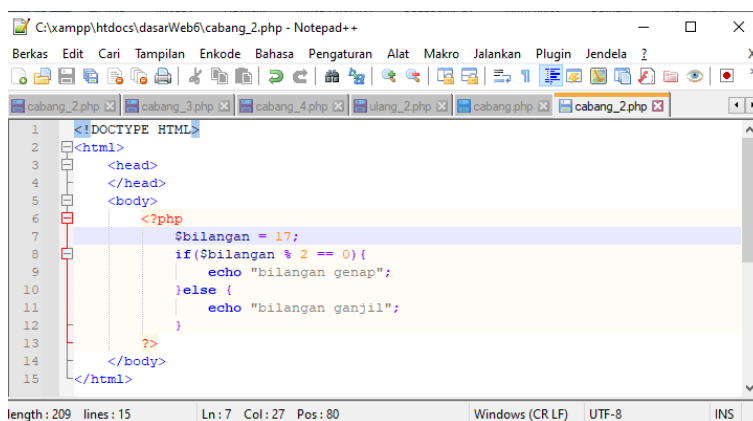 C:\xampp\htdocs\dasarWeb6\cabang_2.php - Notepad++
Berkas Edit Cari Tampilan Enkode Bahasa Pengaturan Alat Makro Jalankan Plugin Jendela ?
cabang_2.php cabang_3.php cabang_4.php ulang_2.php cabang.php cabang_2.php
1 <!DOCTYPE HTML>
2 <html>
3 <head>
4 </head>
5 <body>
6 <?php
7 $bilangan = 17;
8 if($bilangan % 2 == 0){
9 echo "bilangan genap";
10 }else {
11 echo "bilangan ganjil";
12 }
13 ?>
14 </body>
15 </html>
length : 209 lines : 15 Ln : 7 Col : 27 Pos : 80 Windows (CR LF) UTF-8 INS